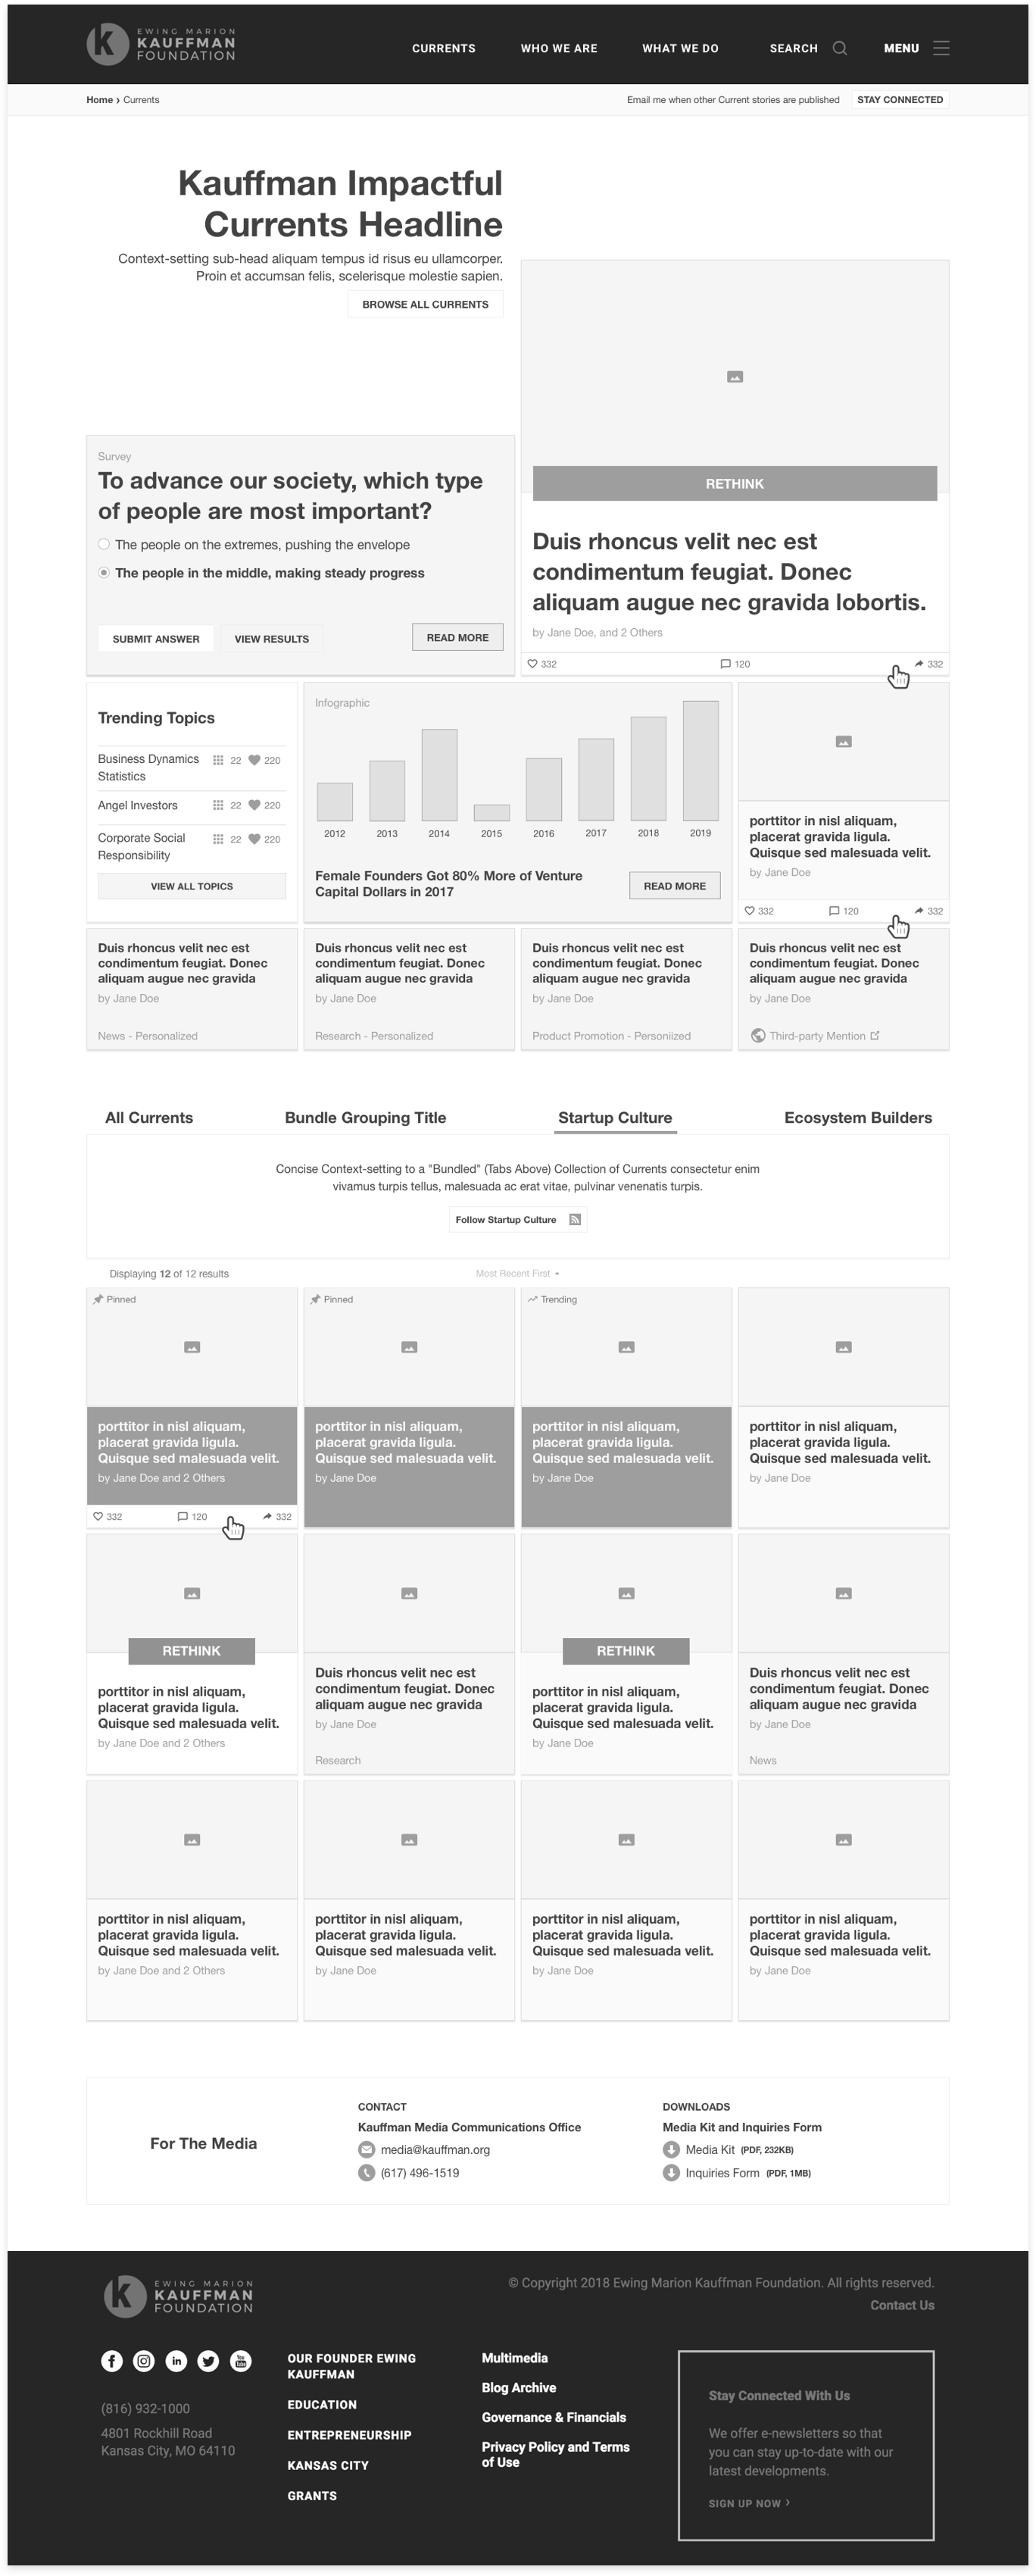 EWING MARION
KAUFFMAN
FOUNDATION
CURRENTS
WHO WE ARE
WHAT WE DO
SEARCH
MENU
Home › Currents
Email me when other Current stories are published
STAY CONNECTED
Kauffman Impactful
Currents Headline
Context-setting sub-head aliquam tempus id risus eu ullamcorper.
Proin et accumsan felis, scelerisque molestie sapien.
BROWSE ALL CURRENTS
Survey
To advance our society, which type
of people are most important?
The people on the extremes, pushing the envelope
The people in the middle, making steady progress
SUBMIT ANSWER
VIEW RESULTS
READ MORE
RETHINK
Duis rhoncus velit nec est
condimentum feugiat. Donec
aliquam augue nec gravida lobortis.
by Jane Doe, and 2 Others
332
120
332
Trending Topics
Business Dynamics
Statistics
22
220
Angel Investors
22
220
Corporate Social
Responsibility
22
220
VIEW ALL TOPICS
Infographic
2012
2013
2014
2015
2016
2017
2018
2019
Female Founders Got 80% More of Venture
Capital Dollars in 2017
READ MORE
porttitor in nisl aliquam,
placerat gravida ligula.
Quisque sed malesuada velit.
by Jane Doe
332
120
332
Duis rhoncus velit nec est
condimentum feugiat. Donec
aliquam augue nec gravida
by Jane Doe
News - Personalized
Duis rhoncus velit nec est
condimentum feugiat. Donec
aliquam augue nec gravida
by Jane Doe
Research - Personalized
Duis rhoncus velit nec est
condimentum feugiat. Donec
aliquam augue nec gravida
by Jane Doe
Product Promotion - Personiized
Duis rhoncus velit nec est
condimentum feugiat. Donec
aliquam augue nec gravida
by Jane Doe
Third-party Mention
All Currents
Bundle Grouping Title
Startup Culture
Ecosystem Builders
Concise Context-setting to a "Bundled" (Tabs Above) Collection of Currents consectetur enim
vivamus turpis tellus, malesuada ac erat vitae, pulvinar venenatis turpis.
Follow Startup Culture
Displaying 12 of 12 results
Most Recent First
Pinned
porttitor in nisl aliquam,
placerat gravida ligula.
Quisque sed malesuada velit.
by Jane Doe and 2 Others
332
120
332
Pinned
porttitor in nisl aliquam,
placerat gravida ligula.
Quisque sed malesuada velit.
by Jane Doe
Trending
porttitor in nisl aliquam,
placerat gravida ligula.
Quisque sed malesuada velit.
by Jane Doe
porttitor in nisl aliquam,
placerat gravida ligula.
Quisque sed malesuada velit.
by Jane Doe
RETHINK
porttitor in nisl aliquam,
placerat gravida ligula.
Quisque sed malesuada velit.
by Jane Doe and 2 Others
Duis rhoncus velit nec est
condimentum feugiat. Donec
aliquam augue nec gravida
by Jane Doe
Research
RETHINK
porttitor in nisl aliquam,
placerat gravida ligula.
Quisque sed malesuada velit.
by Jane Doe
Duis rhoncus velit nec est
condimentum feugiat. Donec
aliquam augue nec gravida
by Jane Doe
News
porttitor in nisl aliquam,
placerat gravida ligula.
Quisque sed malesuada velit.
by Jane Doe and 2 Others
porttitor in nisl aliquam,
placerat gravida ligula.
Quisque sed malesuada velit.
by Jane Doe
porttitor in nisl aliquam,
placerat gravida ligula.
Quisque sed malesuada velit.
by Jane Doe
porttitor in nisl aliquam,
placerat gravida ligula.
Quisque sed malesuada velit.
by Jane Doe
For The Media
CONTACT
Kauffman Media Communications Office
media@kauffman.org
(617) 496-1519
DOWNLOADS
Media Kit and Inquiries Form
Media Kit (PDF, 232KB)
Inquiries Form (PDF, 1MB)
EWING MARION
KAUFFMAN
FOUNDATION
© Copyright 2018 Ewing Marion Kauffman Foundation. All rights reserved.
Contact Us
(816) 932-1000
4801 Rockhill Road
Kansas City, MO 64110
OUR FOUNDER EWING
KAUFFMAN
EDUCATION
ENTREPRENEURSHIP
KANSAS CITY
GRANTS
Multimedia
Blog Archive
Governance & Financials
Privacy Policy and Terms
of Use
Stay Connected With Us
We offer e-newsletters so that
you can stay up-to-date with our
latest developments.
SIGN UP NOW ›